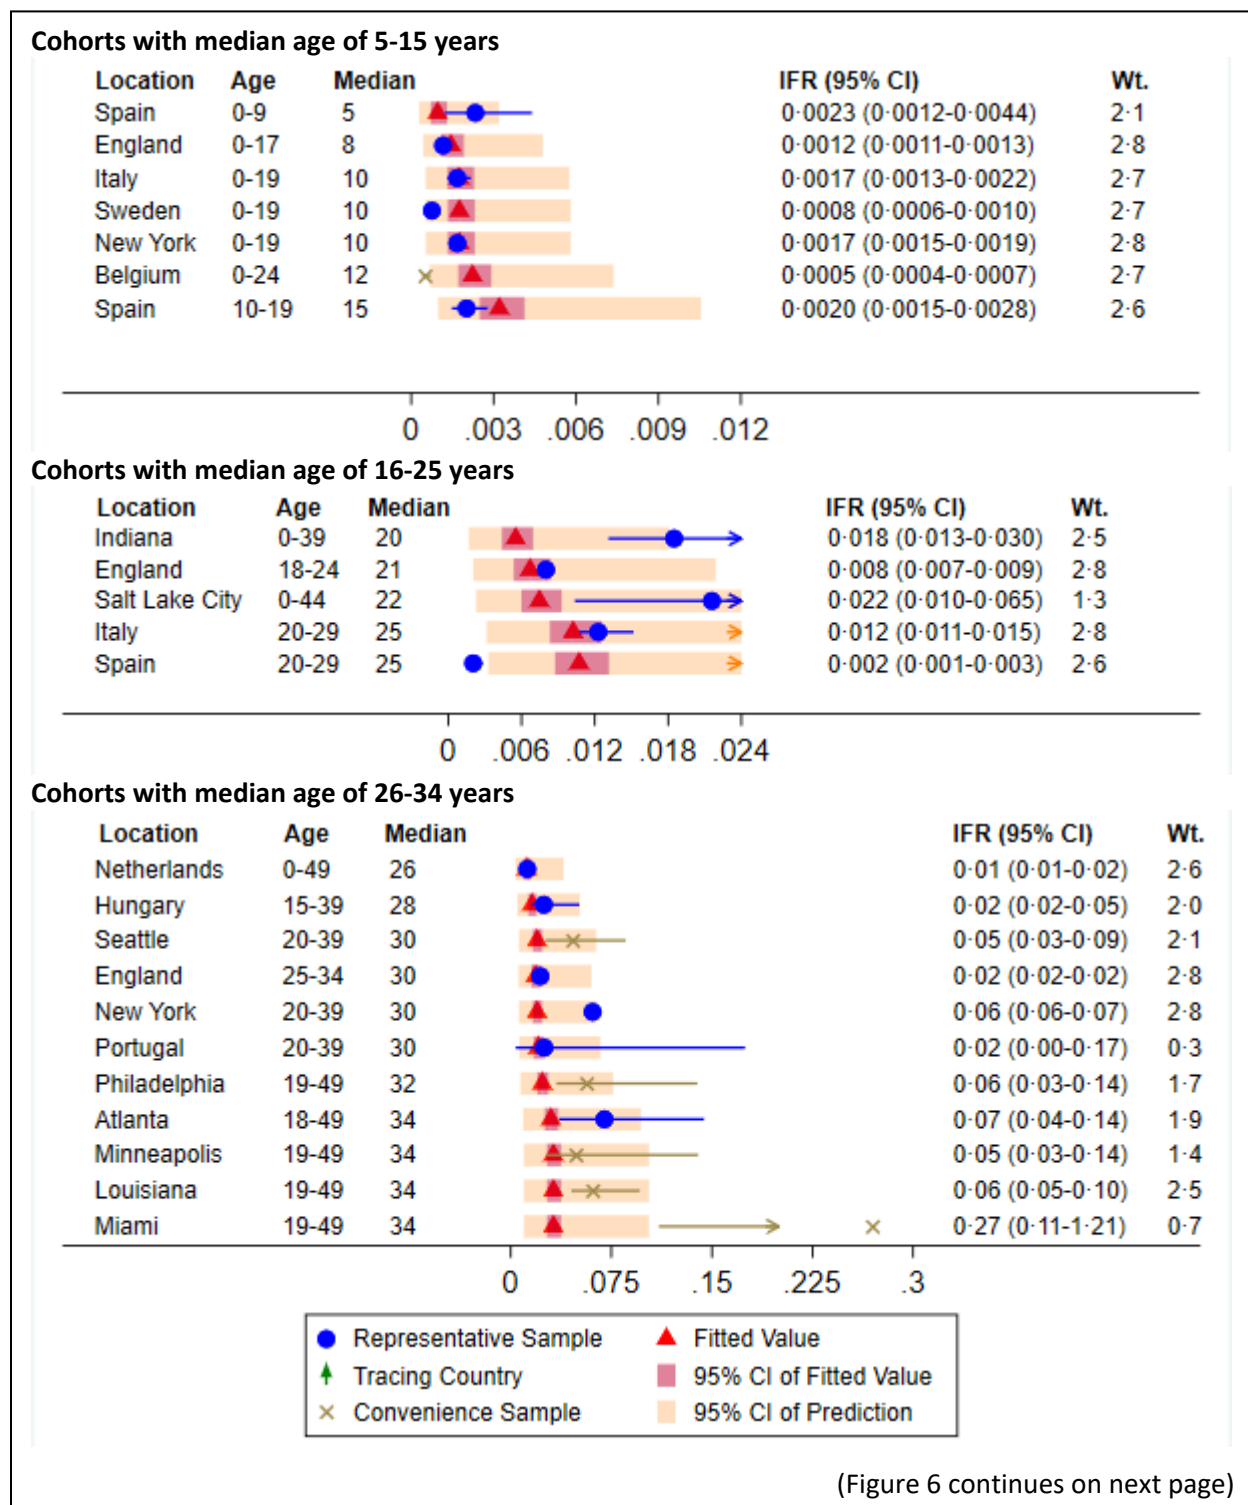 Cohorts with median age of 5-15 years
Location Age Median IFR (95% CI) Wt.
Spain 0-9 5 0·0023 (0·0012-0·0044) 2·1
England 0-17 8 0·0012 (0·0011-0·0013) 2·8
Italy 0-19 10 0·0017 (0·0013-0·0022) 2·7
Sweden 0-19 10 0·0008 (0·0006-0·0010) 2·7
New York 0-19 10 0·0017 (0·0015-0·0019) 2·8
Belgium 0-24 12 0·0005 (0·0004-0·0007) 2·7
Spain 10-19 15 0·0020 (0·0015-0·0028) 2·6
0 .003 .006 .009 .012
Cohorts with median age of 16-25 years
Location Age Median IFR (95% CI) Wt.
Indiana 0-39 20 0·018 (0·013-0·030) 2·5
England 18-24 21 0·008 (0·007-0·009) 2·8
Salt Lake City 0-44 22 0·022 (0·010-0·065) 1·3
Italy 20-29 25 0·012 (0·011-0·015) 2·8
Spain 20-29 25 0·002 (0·001-0·003) 2·6
0 .006 .012 .018 .024
Cohorts with median age of 26-34 years
Location Age Median IFR (95% CI) Wt.
Netherlands 0-49 26 0·01 (0·01-0·02) 2·6
Hungary 15-39 28 0·02 (0·02-0·05) 2·0
Seattle 20-39 30 0·05 (0·03-0·09) 2·1
England 25-34 30 0·02 (0·02-0·02) 2·8
New York 20-39 30 0·06 (0·06-0·07) 2·8
Portugal 20-39 30 0·02 (0·00-0·17) 0·3
Philadelphia 19-49 32 0·06 (0·03-0·14) 1·7
Atlanta 18-49 34 0·07 (0·04-0·14) 1·9
Minneapolis 19-49 34 0·05 (0·03-0·14) 1·4
Louisiana 19-49 34 0·06 (0·05-0·10) 2·5
Miami 19-49 34 0·27 (0·11-1·21) 0·7
0 .075 .15 .225 .3
Representative Sample Fitted Value
Tracing Country 95% CI of Fitted Value
Convenience Sample 95% CI of Prediction
(Figure 6 continues on next page)